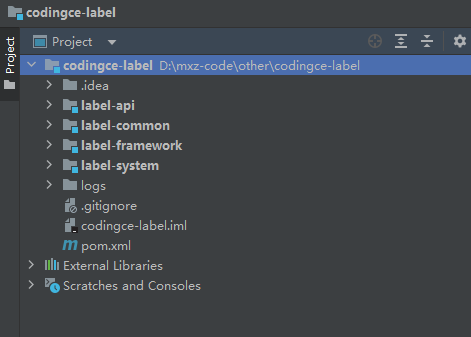 codingce-label
Project
Project
codingce-label D:\mxz-code\other\codingce-label
.idea
label-api
label-common
label-framework
label-system
logs
.gitignore
codingce-label.iml
m pom.xml
External Libraries
Scratches and Consoles